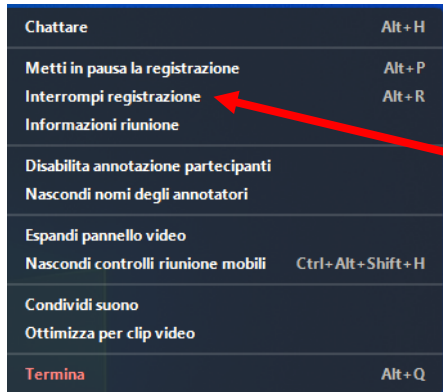 Chattare Alt+H
Metti in pausa la registrazione Alt+P
Interrompi registrazione Alt+R
Informazioni riunione
Disabilita annotazione partecipanti
Nascondi nomi degli annotatori
Espandi pannello video
Nascondi controlli riunione mobili Ctrl+Alt+Shift+H
Condividi suono
Ottimizza per clip video
Termina Alt+Q